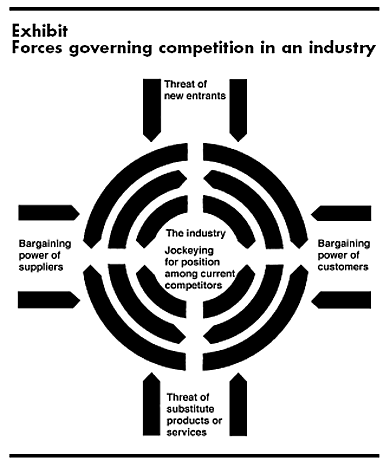 Exhibit
Forces governing competition in an industry
Threat of
new entrants
The industry
Jockeying
for position
among current
competitors
Bargaining
power of
suppliers
Bargaining
power of
customers
Threat of
substitute
products or
services